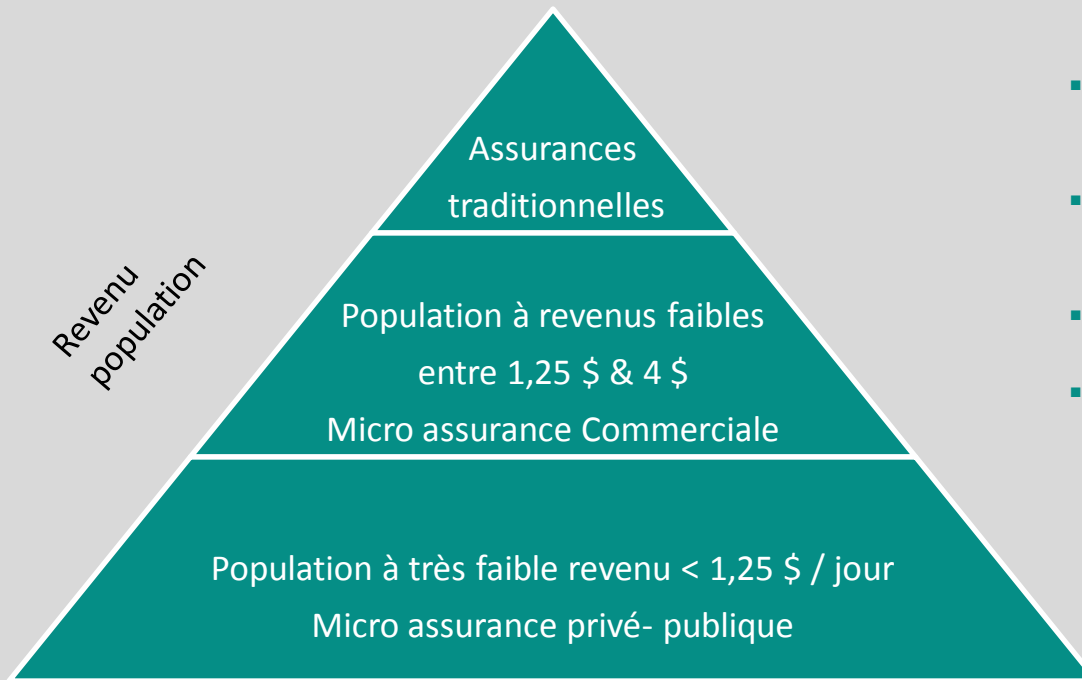 Assurances
traditionnelles
Revenu
population
Population à revenus faibles
entre 1,25 $ & 4 $
Micro assurance Commerciale
Population à très faible revenu < 1,25 $ / jour
Micro assurance privé- publique